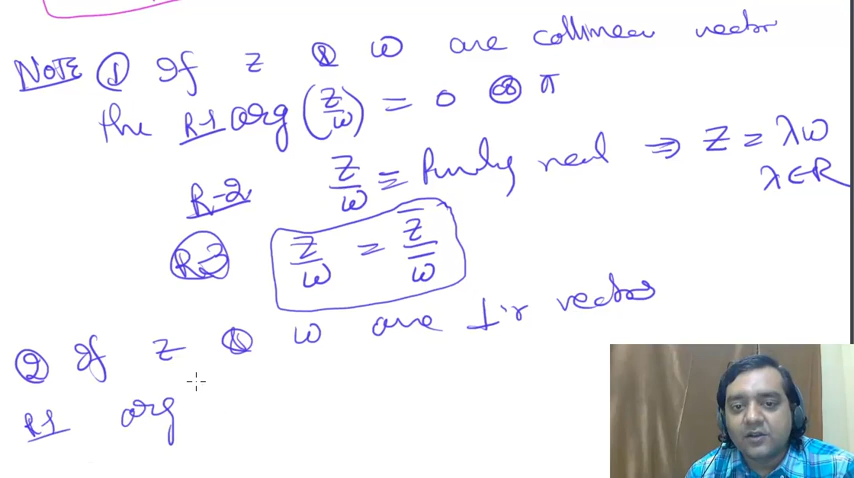 NOTE ① If z & w are collinear vector
the R1 arg (z/w) = 0 or π
R-2 z/w = Purely real ⇒ z = λw
λ∈R
R-3 z/w = z̄/w̄
② If z & w are ⊥r vector
R1 arg